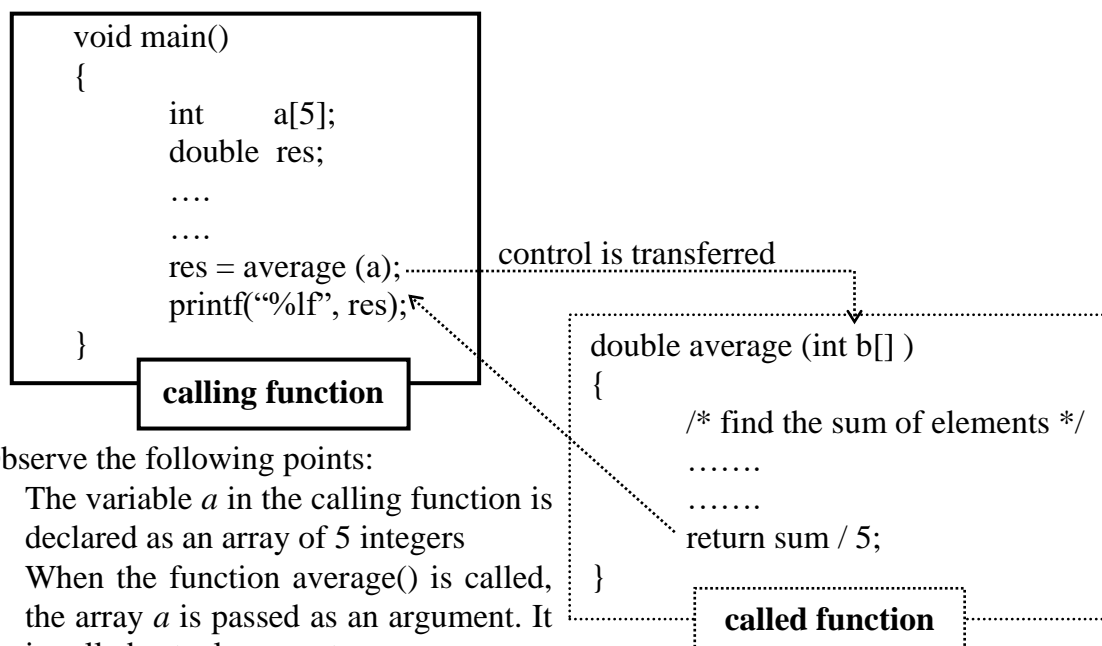 void main()
{
int a[5];
double res;
….
….
res = average (a);
printf(“%lf”, res);
}
calling function
control is transferred
double average (int b[] )
{
/* find the sum of elements */
…….
…….
return sum / 5;
}
called function
bserve the following points:
The variable a in the calling function is
declared as an array of 5 integers
When the function average() is called,
the array a is passed as an argument. It